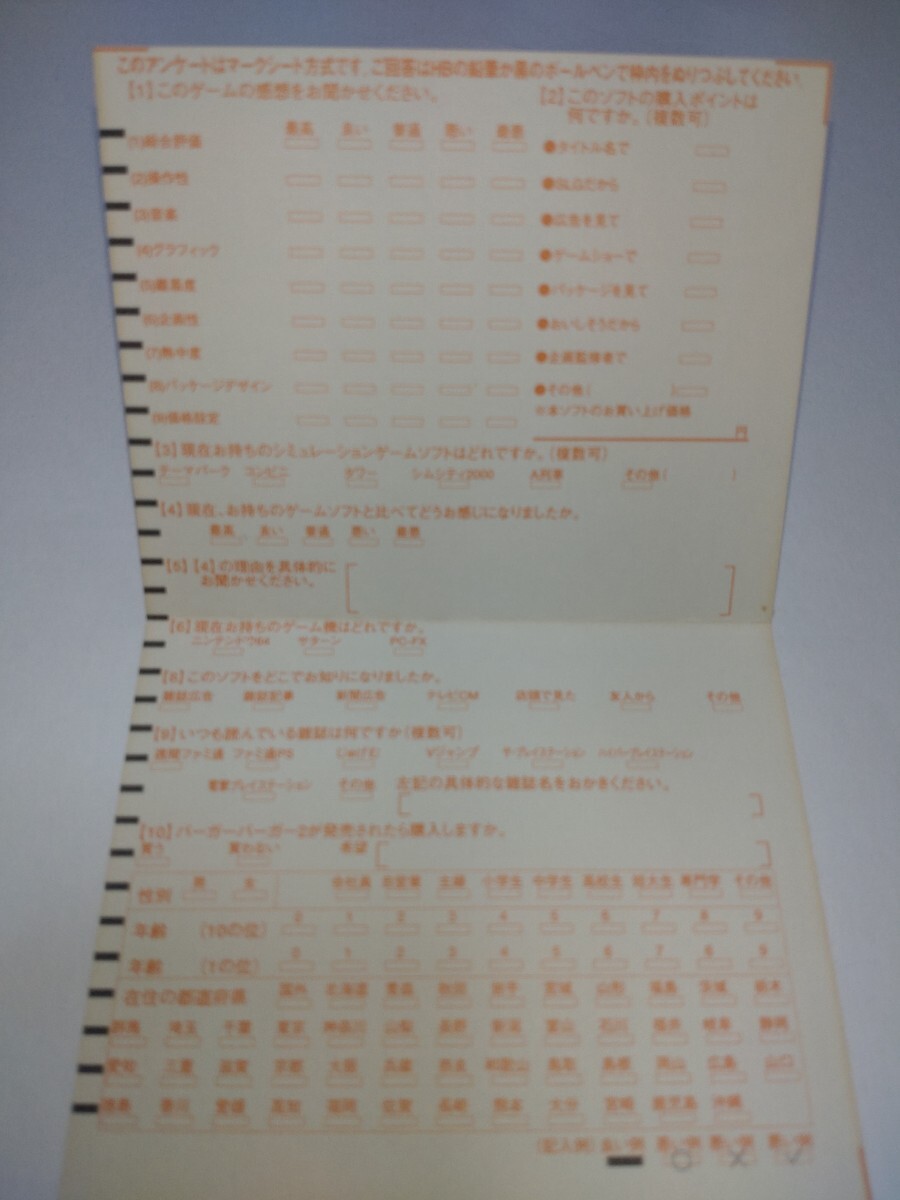 このアンケートはマークシート方式です。ご回答はHBの鉛筆か黒のボールペンで枠内をぬりつぶしてください。
【1】このゲームの感想をお聞かせください。
最高 良い 普通 悪い 最悪
(1)総合評価
(2)操作性
(3)音楽
(4)グラフィック
(5)難易度
(6)企画性
(7)熱中度
(8)パッケージデザイン
(9)価格設定
【2】このソフトの購入ポイントは
何ですか。(複数可)
●タイトル名で
●SLGだから
●広告を見て
●ゲームショーで
●パッケージを見て
●おいしそうだから
●企画監修者で
●その他( )
※本ソフトのお買い上げ価格
円
【3】現在お持ちのシミュレーションゲームソフトはどれですか。(複数可)
テーマパーク コンビニ タワー シムシティ2000 A列車 その他( )
【4】現在、お持ちのゲームソフトと比べてどうお感じになりましたか。
最高 良い 普通 悪い 最悪
【5】【4】の理由を具体的に
お聞かせください。
【6】現在お持ちのゲーム機はどれですか。
ニンテンドウ64 サターン PC-FX
【8】このソフトをどこでお知りになりましたか。
雑誌広告 雑誌記事 新聞広告 テレビCM 店頭で見た 友人から その他
【9】いつも読んでいる雑誌は何ですか(複数可)
週間ファミ通 ファミ通PS じゅげむ Vジャンプ ザ・プレイステーション ハイパープレイステーション
電撃プレイステーション その他 左記の具体的な雑誌名をおかきください。
【10】バーガーバーガー2が発売されたら購入しますか。
買う 買わない 希望
性別 男 女 会社員 自営業 主婦 小学生 中学生 高校生 短大生 専門学 その他
年齢 (10の位) 0 1 2 3 4 5 6 7 8 9
年齢 (1の位) 0 1 2 3 4 5 6 7 8 9
在住の都道府県 国外 北海道 青森 秋田 岩手 宮城 山形 福島 茨城 栃木
群馬 埼玉 千葉 東京 神奈川 山梨 長野 新潟 富山 石川 福井 岐阜 静岡
愛知 三重 滋賀 京都 大阪 兵庫 奈良 和歌山 鳥取 島根 岡山 広島 山口
徳島 香川 愛媛 高知 福岡 佐賀 長崎 熊本 大分 宮崎 鹿児島 沖縄
(記入例) 良い例 悪い例 悪い例 悪い例